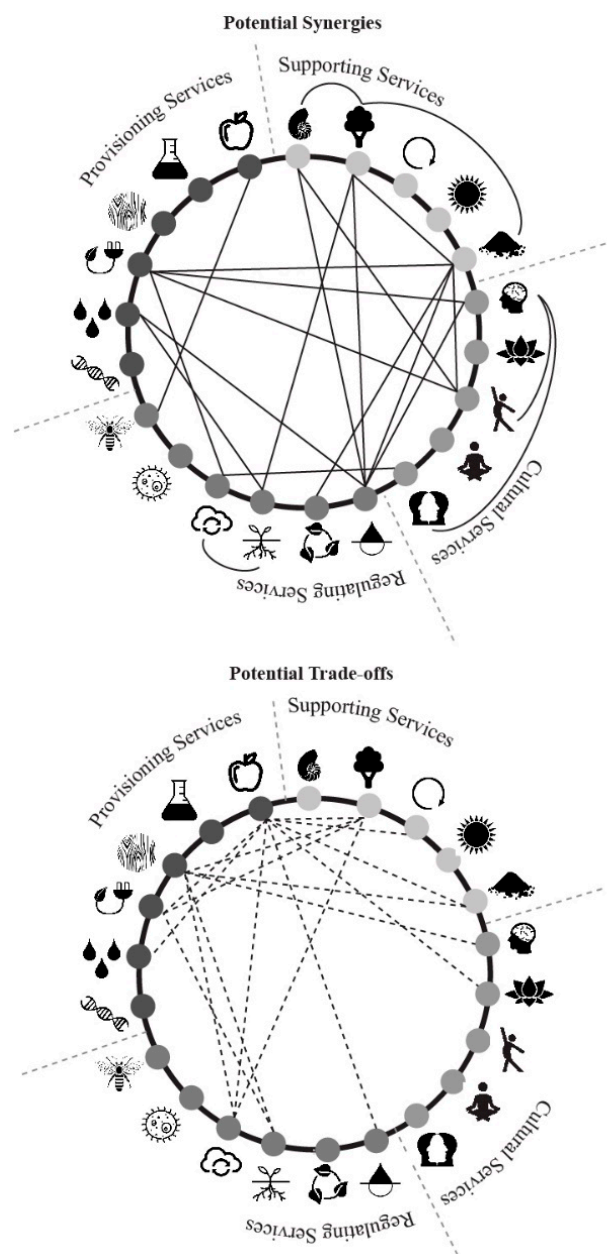 Potential Synergies
Provisioning Services
Supporting Services
Cultural Services
Regulating Services
Potential Trade-offs
Provisioning Services
Supporting Services
Cultural Services
Regulating Services